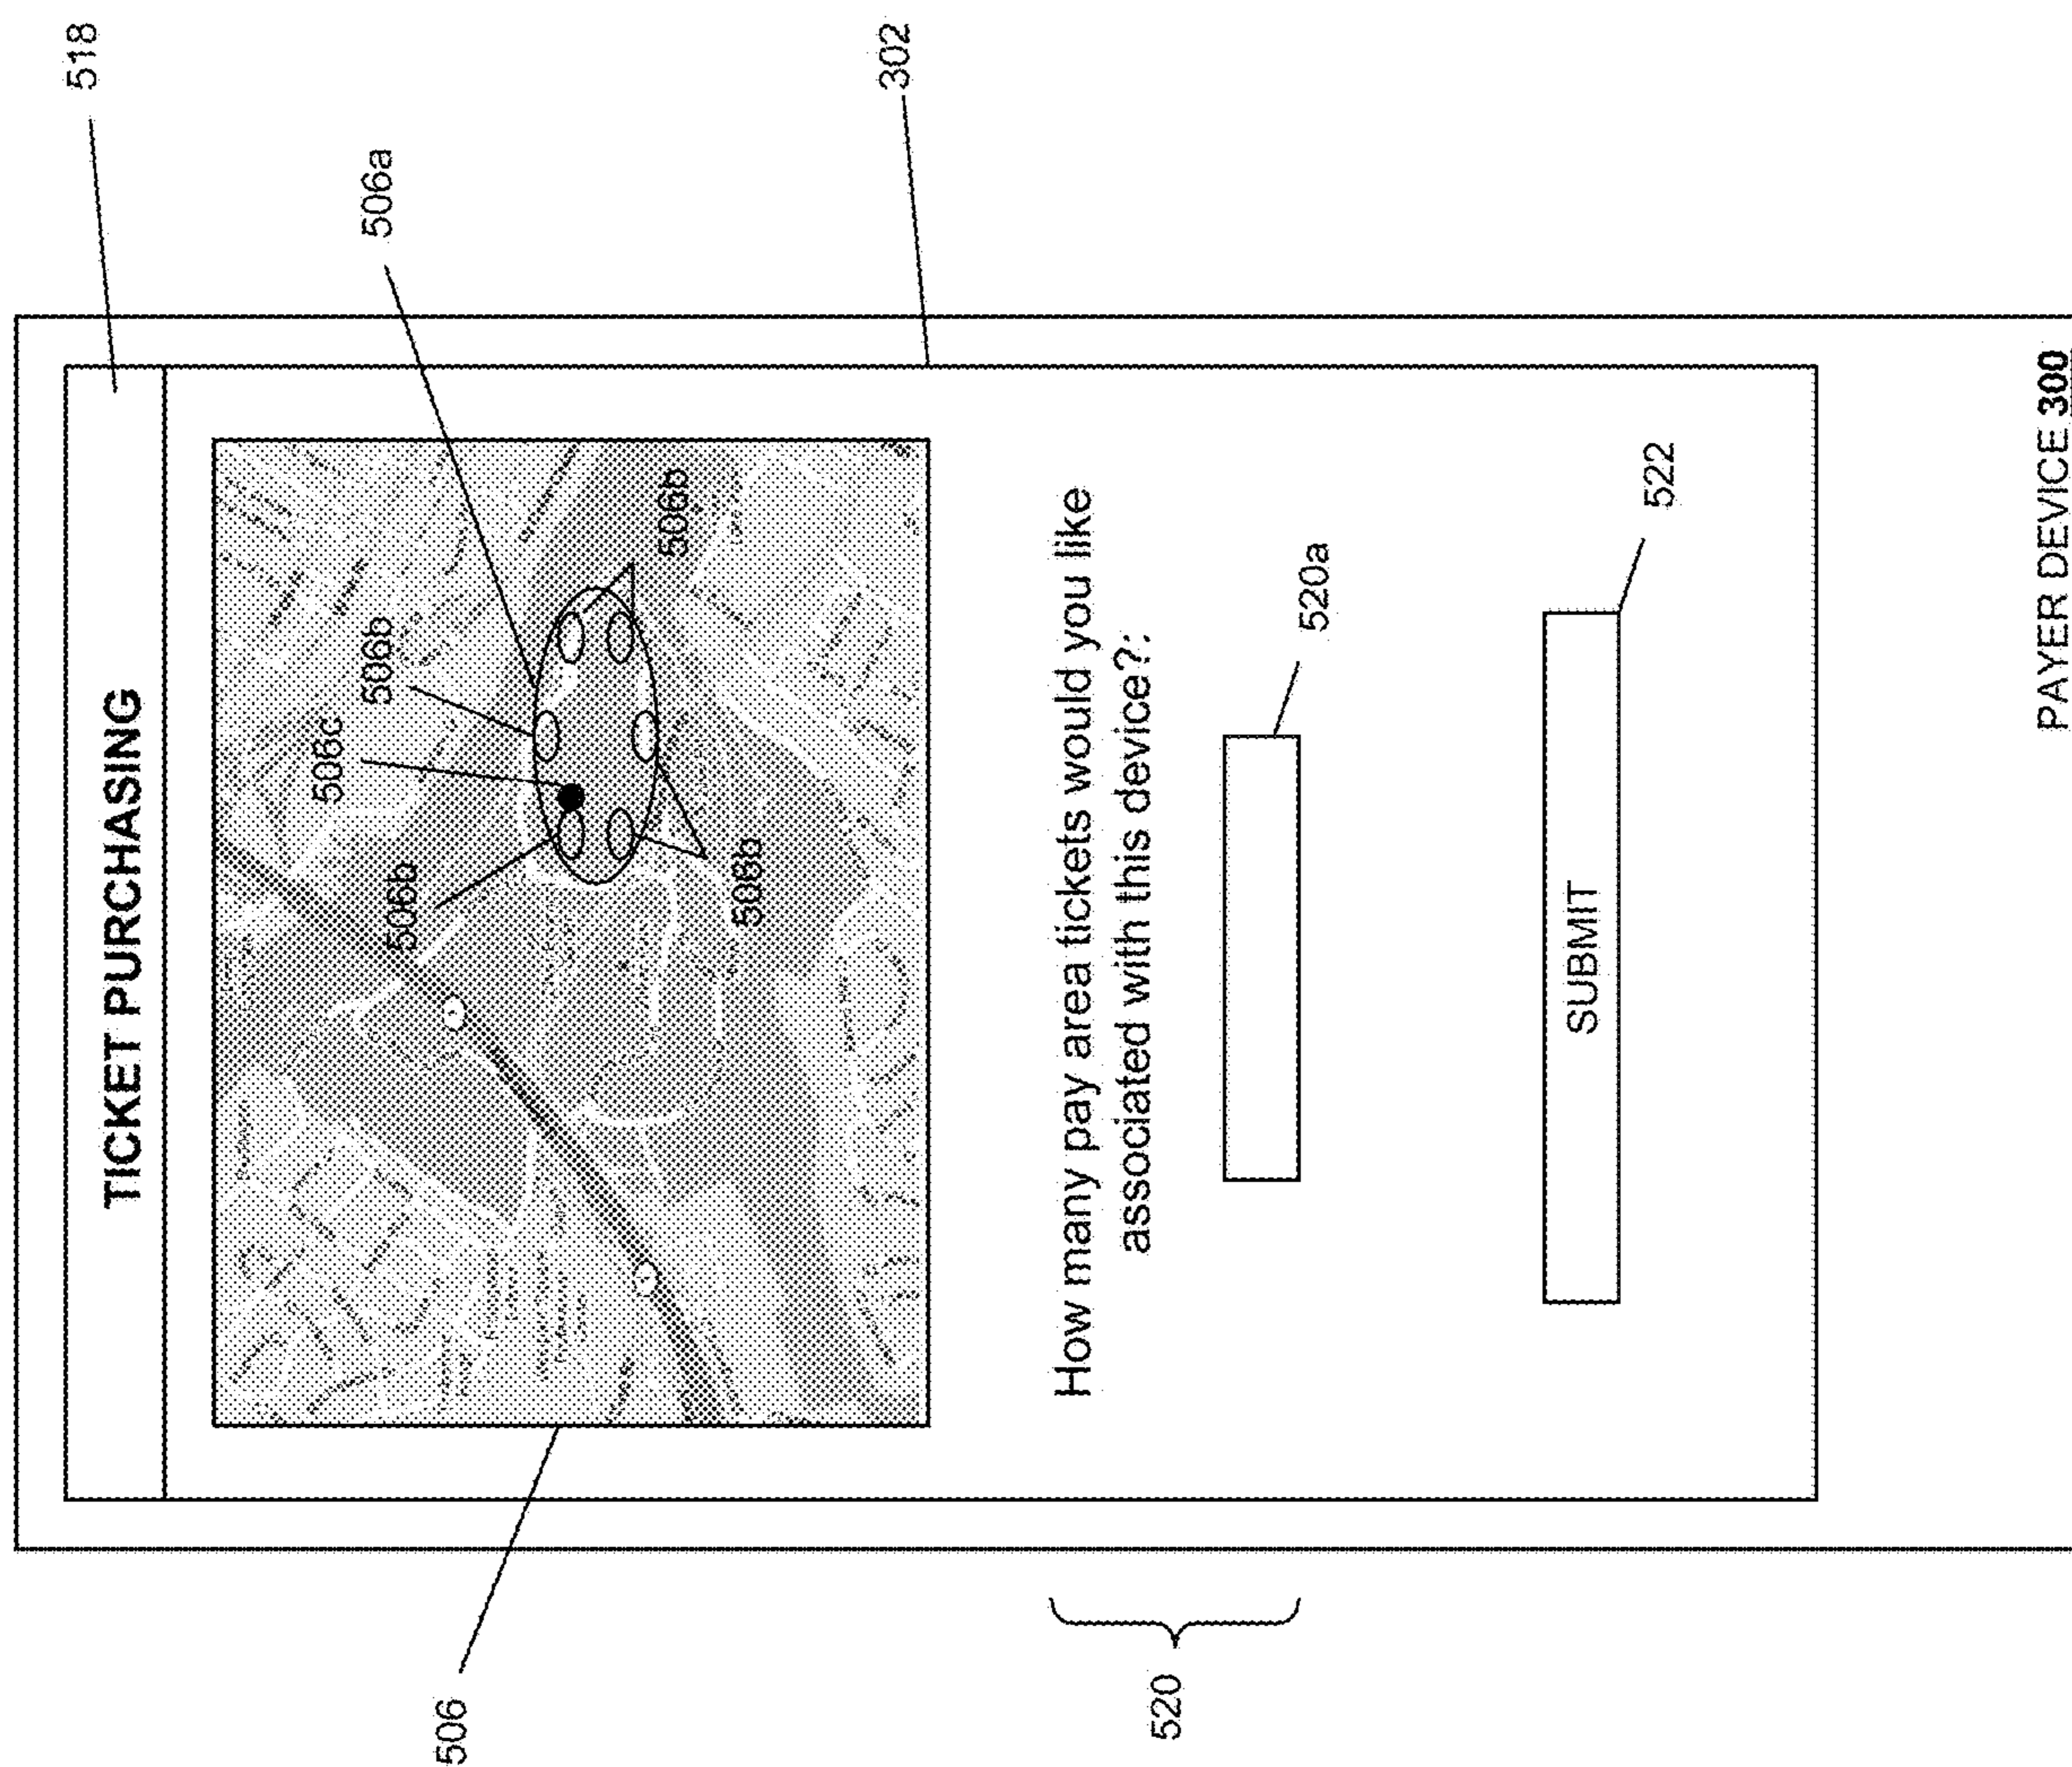 518
TICKET PURCHASING
506a
506c
506b
506b
506b
506b
506
302
How many pay area tickets would you like
associated with this device?:
520
520a
SUBMIT
522
PAYER DEVICE 300